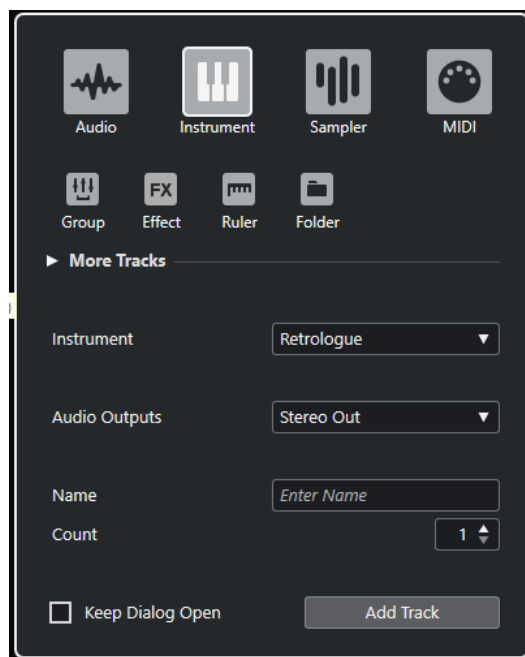 Audio Instrument Sampler MIDI
FX
Group Effect Ruler Folder
More Tracks
Instrument Retrologue
Audio Outputs Stereo Out
Name Enter Name
Count 1
Keep Dialog Open Add Track